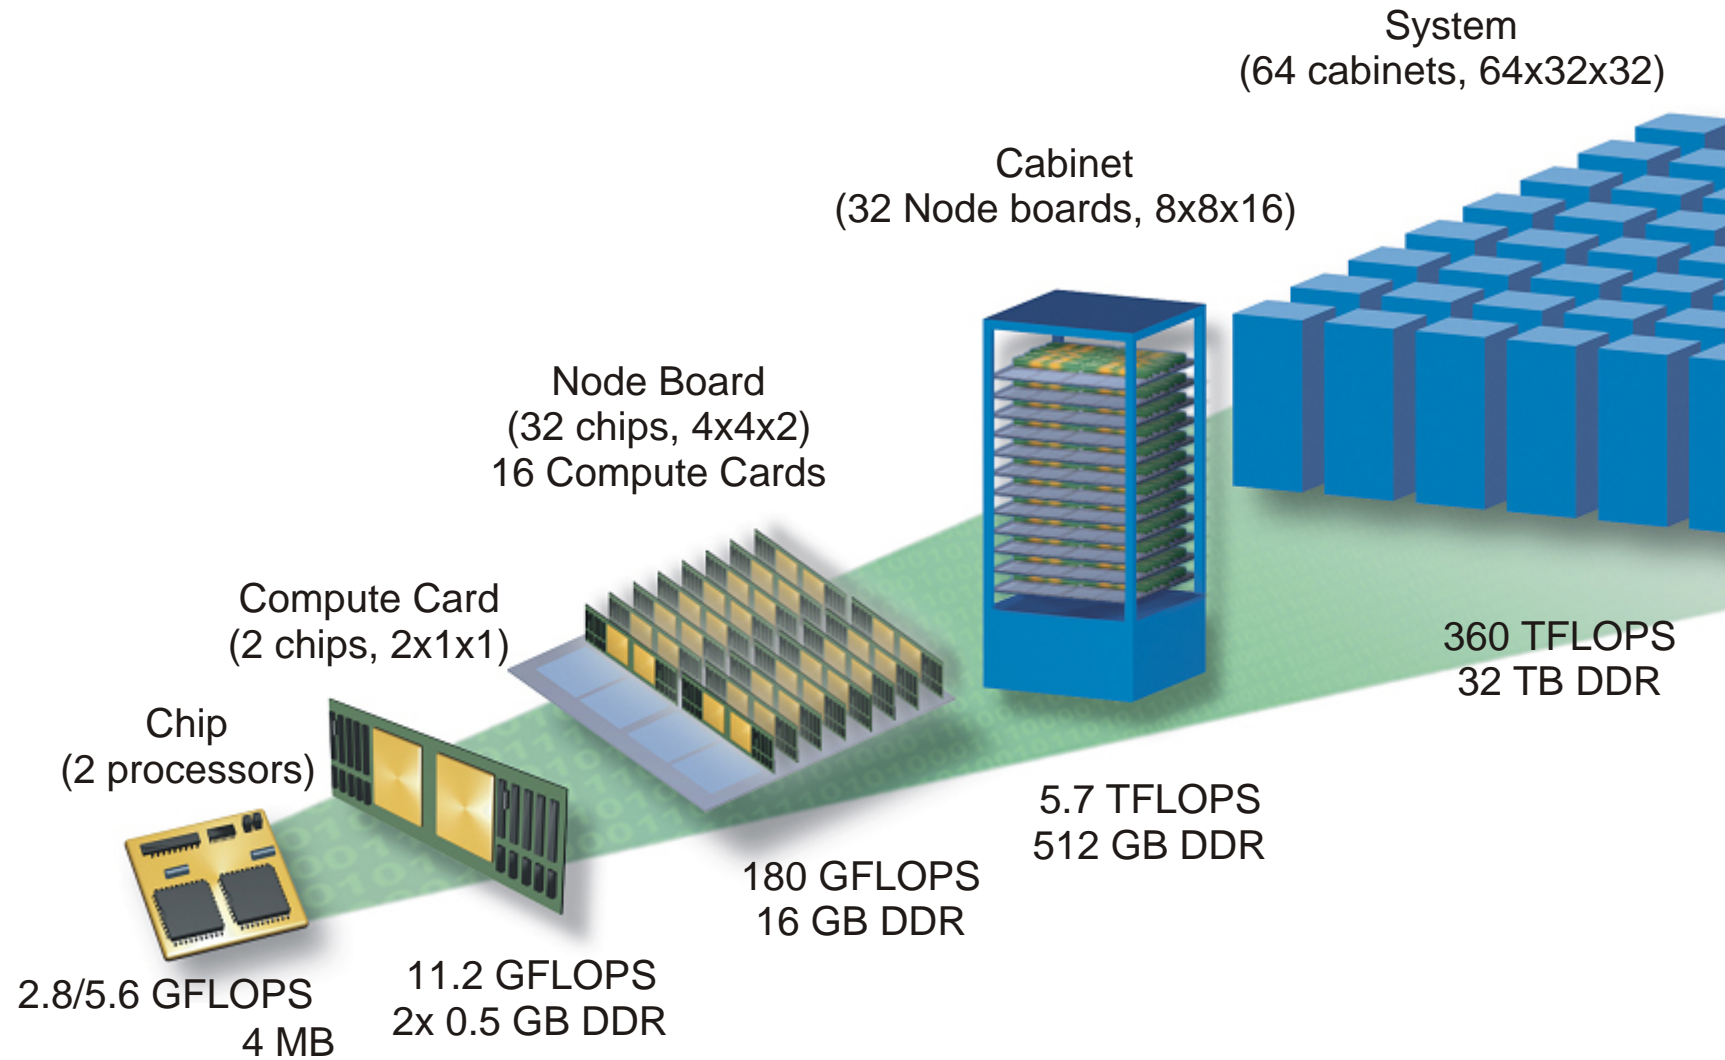 System
(64 cabinets, 64x32x32)
Cabinet
(32 Node boards, 8x8x16)
Node Board
(32 chips, 4x4x2)
16 Compute Cards
Compute Card
(2 chips, 2x1x1)
Chip
(2 processors)
360 TFLOPS
32 TB DDR
5.7 TFLOPS
512 GB DDR
180 GFLOPS
16 GB DDR
11.2 GFLOPS
2x 0.5 GB DDR
2.8/5.6 GFLOPS
4 MB